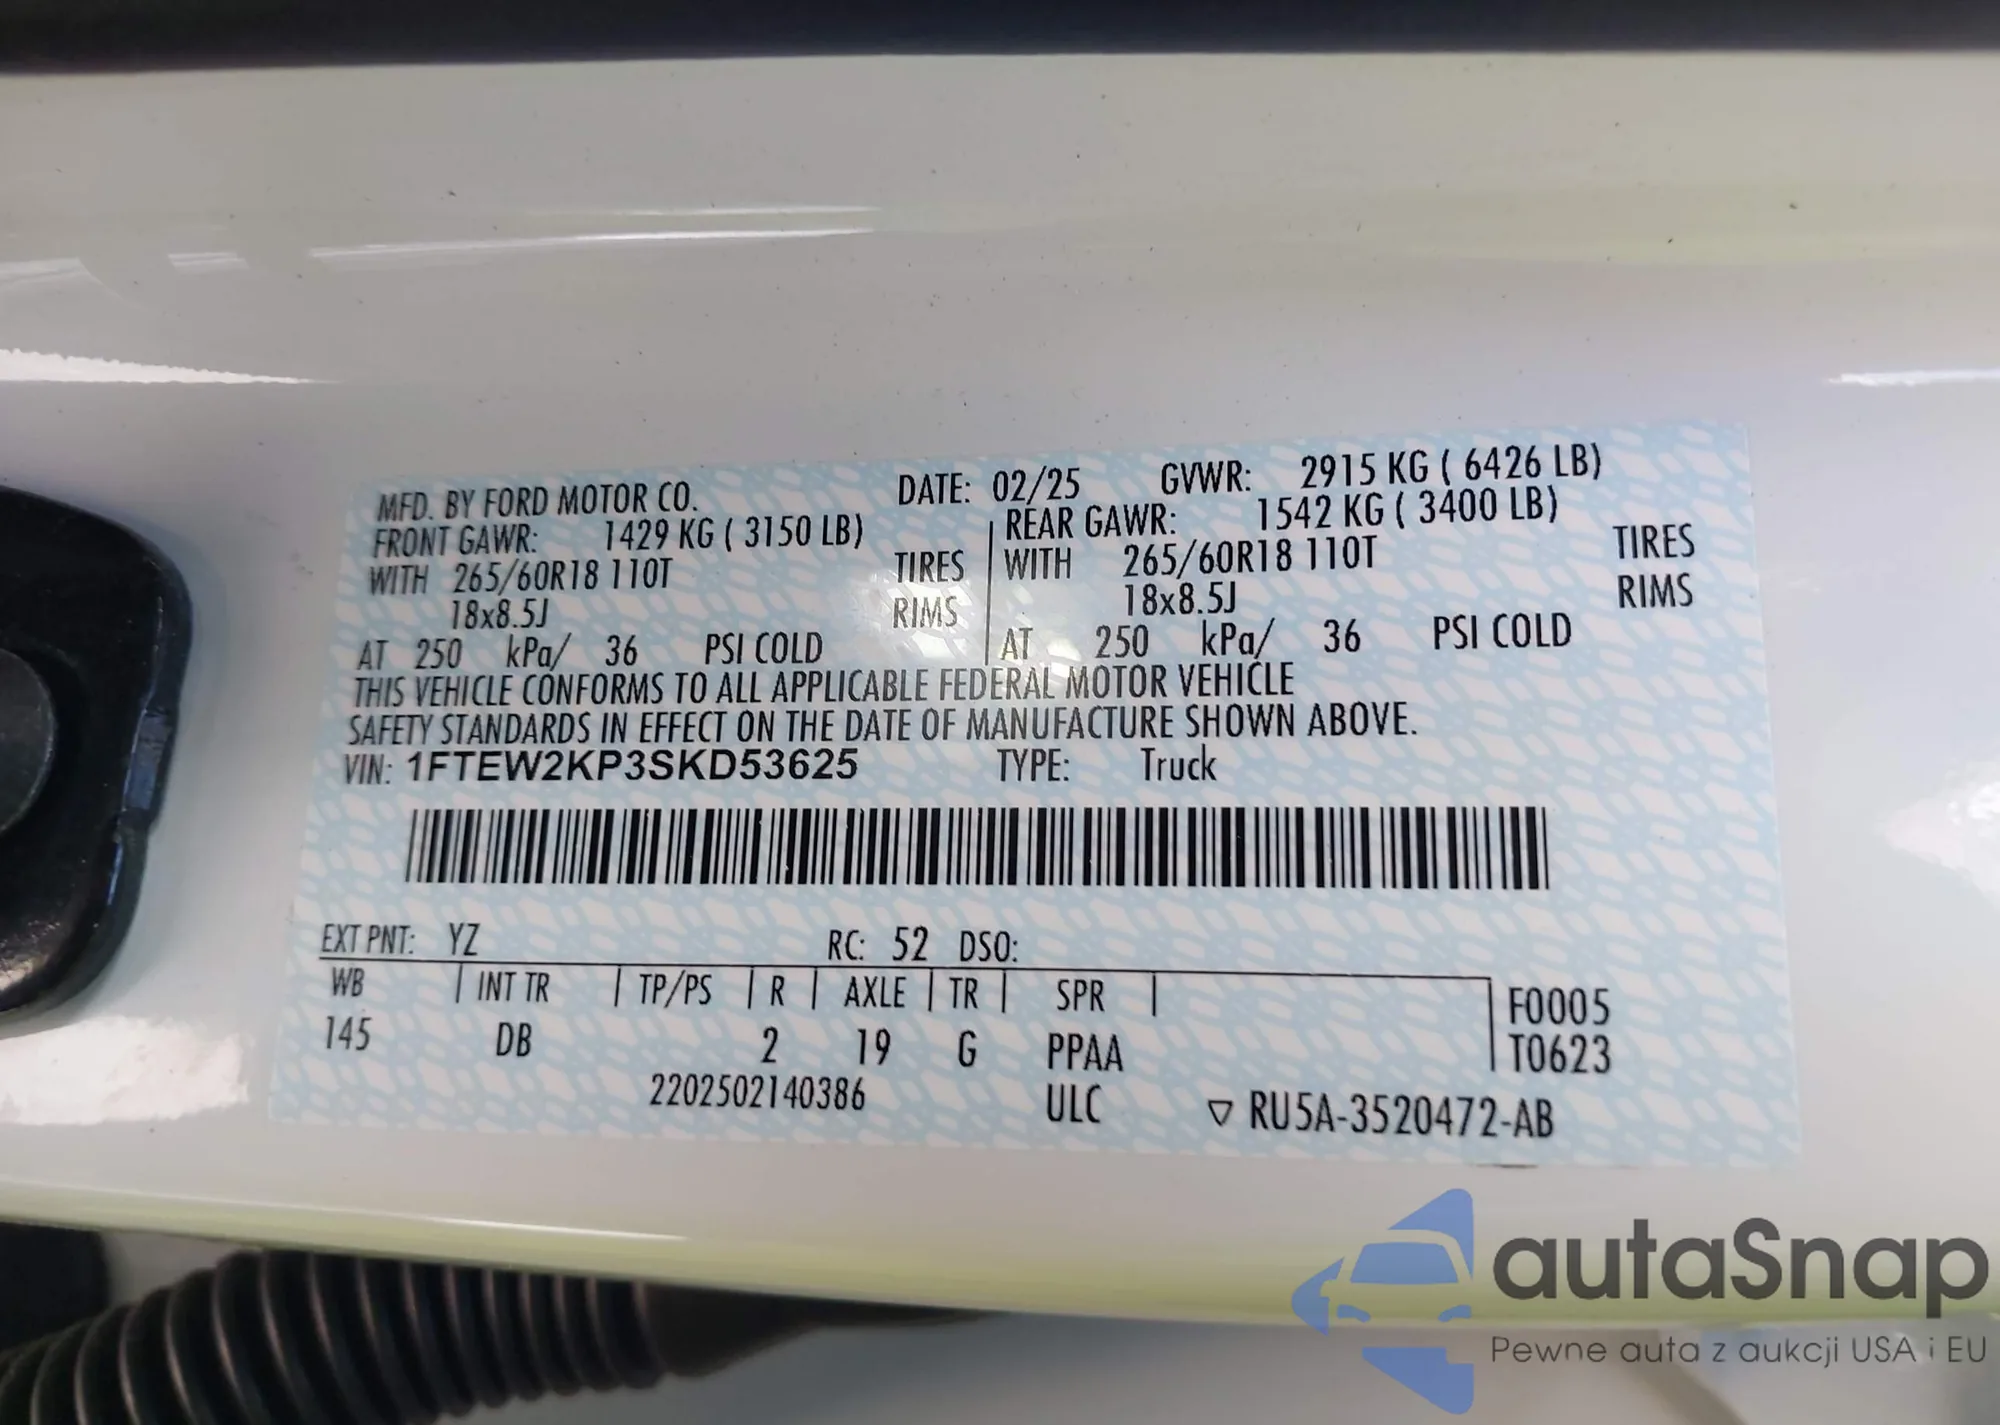 MFD. BY FORD MOTOR CO. DATE: 02/25 GVWR: 2915 KG ( 6426 LB)
FRONT GAWR: 1429 KG ( 3150 LB) REAR GAWR: 1542 KG ( 3400 LB)
WITH 265/60R18 110T TIRES WITH 265/60R18 110T TIRES
18x8.5J RIMS 18x8.5J RIMS
AT 250 kPa/ 36 PSI COLD AT 250 kPa/ 36 PSI COLD
THIS VEHICLE CONFORMS TO ALL APPLICABLE FEDERAL MOTOR VEHICLE
SAFETY STANDARDS IN EFFECT ON THE DATE OF MANUFACTURE SHOWN ABOVE.
VIN: 1FTEW2KP3SKD53625 TYPE: Truck
EXT PNT: YZ RC: 52 DSO:
WB INT TR TP/PS R AXLE TR SPR F0005
145 DB 2 19 G PPAA T0623
2202502140386 ULC ▽ RU5A-3520472-AB
autaSnap
Pewne auta z aukcji USA i EU